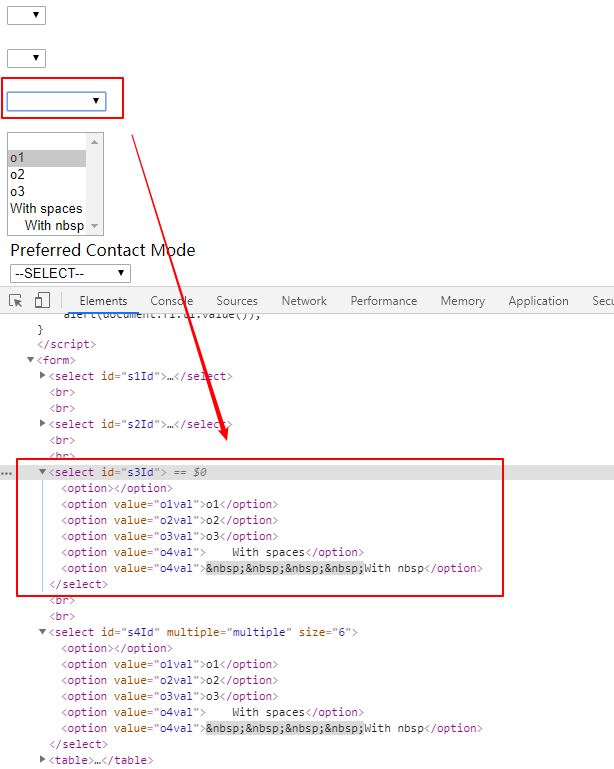 o1
o2
o3
With spaces
With nbsp
Preferred Contact Mode
--SELECT--
Elements Console Sources Network Performance Memory Application Secu
alert(document.f1.ti.value());
}
</script>
<form>
<select id="s1Id">…</select>
<br>
<br>
<select id="s2Id">…</select>
<br>
<br>
<select id="s3Id"> == $0
<option></option>
<option value="o1val">o1</option>
<option value="o2val">o2</option>
<option value="o3val">o3</option>
<option value="o4val">    With spaces</option>
<option value="o4val">&nbsp;&nbsp;&nbsp;&nbsp;With nbsp</option>
</select>
<br>
<br>
<select id="s4Id" multiple="multiple" size="6">
<option></option>
<option value="o1val">o1</option>
<option value="o2val">o2</option>
<option value="o3val">o3</option>
<option value="o4val">    With spaces</option>
<option value="o4val">&nbsp;&nbsp;&nbsp;&nbsp;With nbsp</option>
</select>
<table>…</table>